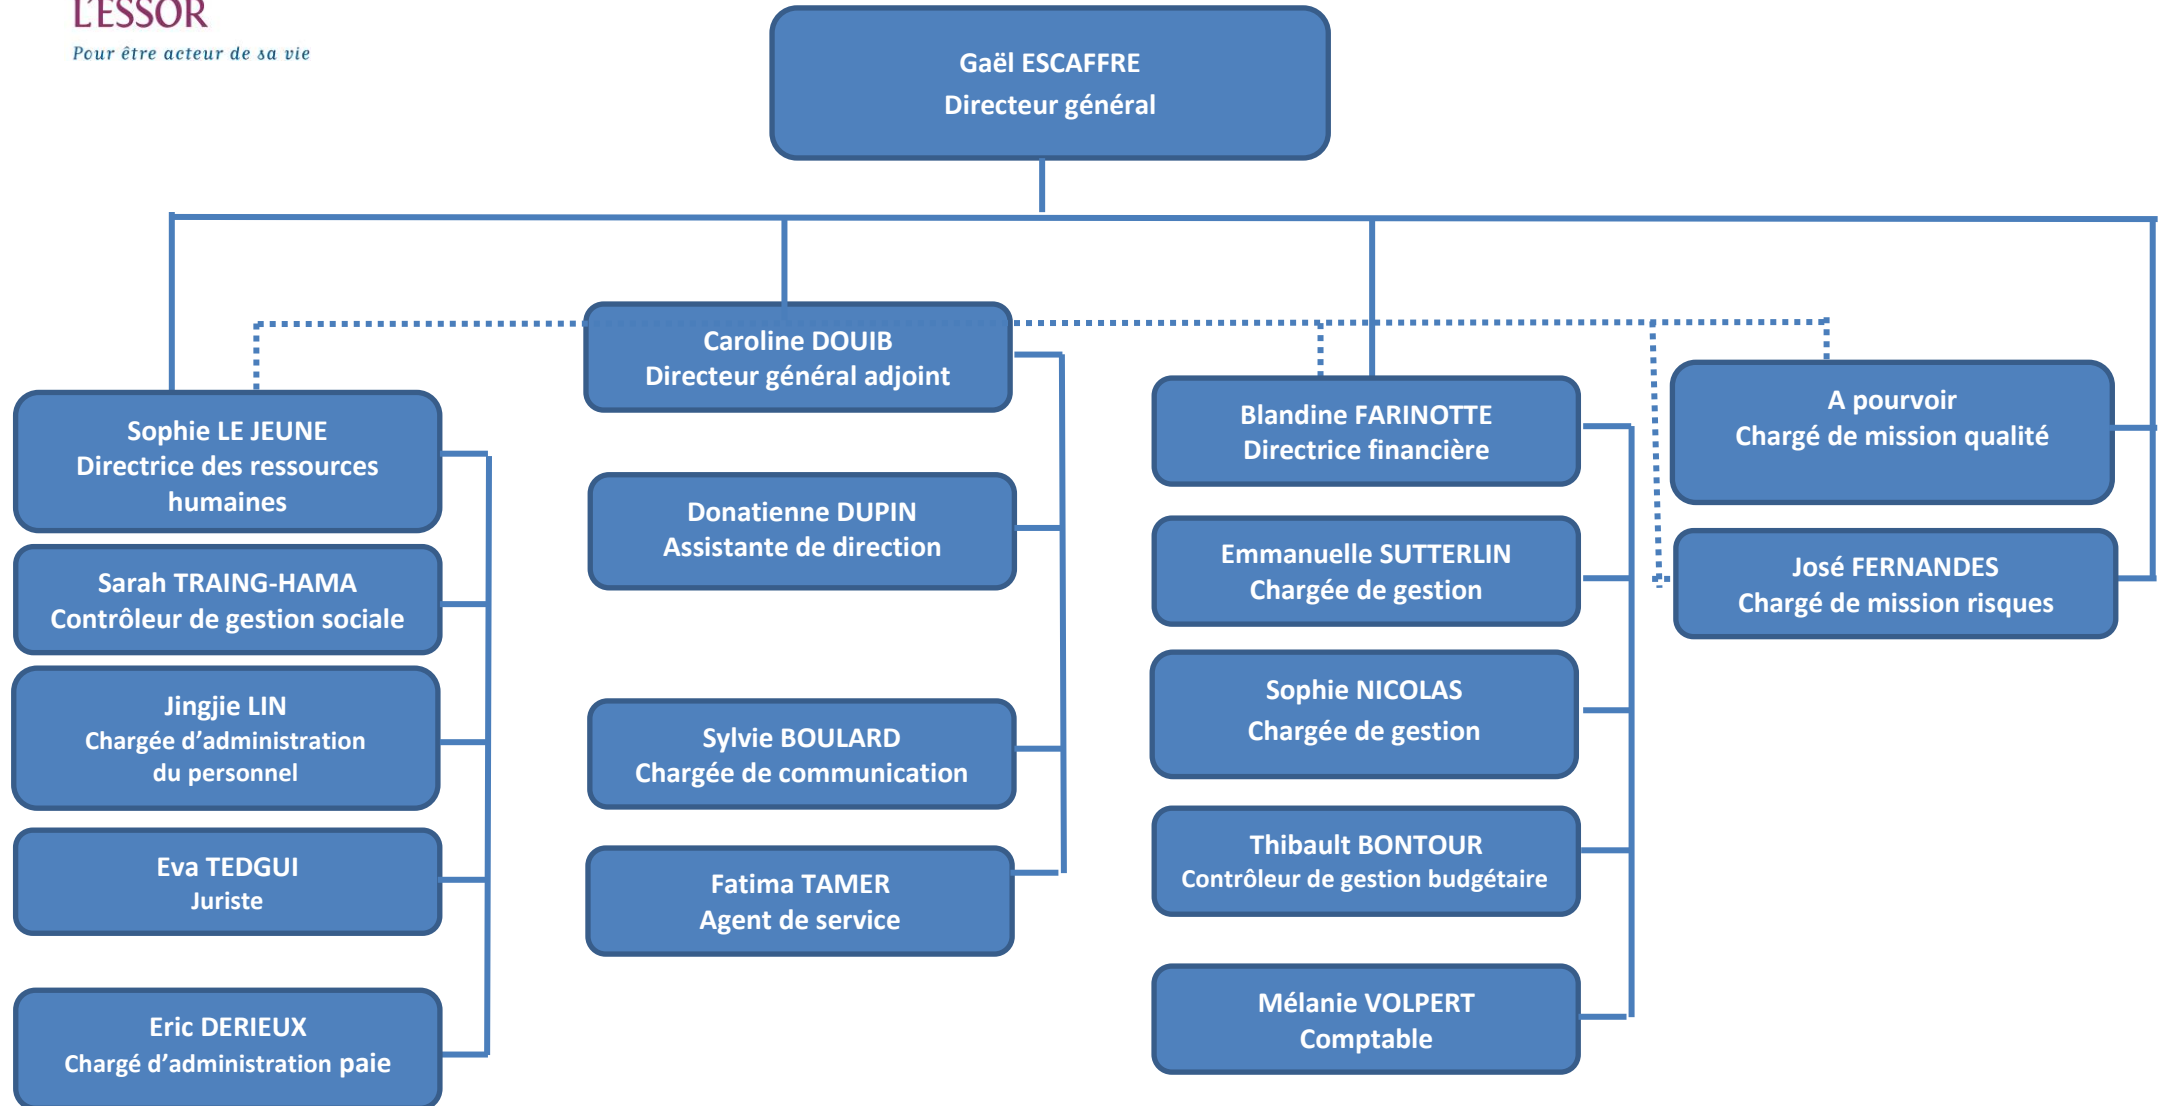 L'ESSOR
Pour être acteur de sa vie
Gaël ESCAFFRE
Directeur général
Caroline DOUIB
Directeur général adjoint
Sophie LE JEUNE
Directrice des ressources
humaines
Blandine FARINOTTE
Directrice financière
A pourvoir
Chargé de mission qualité
Donatienne DUPIN
Assistante de direction
Sarah TRAING-HAMA
Contrôleur de gestion sociale
Emmanuelle SUTTERLIN
Chargée de gestion
José FERNANDES
Chargé de mission risques
Jingjie LIN
Chargée d’administration
du personnel
Sylvie BOULARD
Chargée de communication
Sophie NICOLAS
Chargée de gestion
Eva TEDGUI
Juriste
Fatima TAMER
Agent de service
Thibault BONTOUR
Contrôleur de gestion budgétaire
Eric DERIEUX
Chargé d’administration paie
Mélanie VOLPERT
Comptable